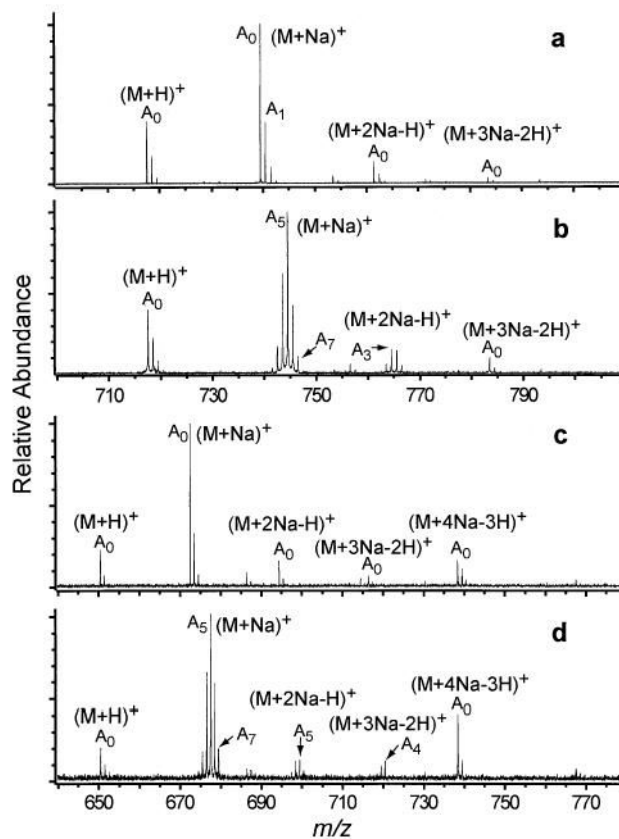 A₀ (M+Na)⁺ a
(M+H)⁺
A₀ A₁ (M+2Na-H)⁺ (M+3Na-2H)⁺
A₀ A₀
A₅ (M+Na)⁺ b
(M+H)⁺
A₀ (M+2Na-H)⁺
A₇ A₃ (M+3Na-2H)⁺
A₀
710 730 750 770 790
Relative Abundance
A₀ (M+Na)⁺ c
(M+H)⁺ (M+2Na-H)⁺ (M+4Na-3H)⁺
A₀ A₀ (M+3Na-2H)⁺ A₀
A₀
A₅ (M+Na)⁺ d
(M+H)⁺ (M+2Na-H)⁺ (M+4Na-3H)⁺
A₀ A₇ A₅ (M+3Na-2H)⁺ A₀
A₄
650 670 690 710 730 750 770
m/z